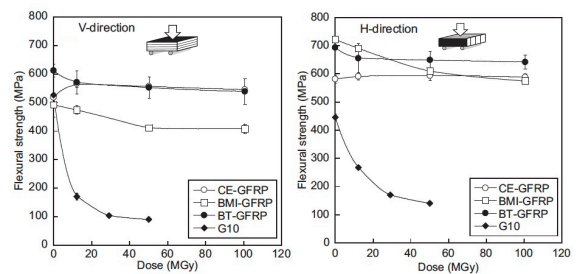 V-direction
Flexural strength (MPa)
800
700
600
500
400
300
200
100
0
0 20 40 60 80 100 120
Dose (MGy)
CE-GFRP
BMI-GFRP
BT-GFRP
G10
H-direction
Flexural strength (MPa)
800
700
600
500
400
300
200
100
0
0 20 40 60 80 100 120
Dose (MGy)
CE-GFRP
BMI-GFRP
BT-GFRP
G10